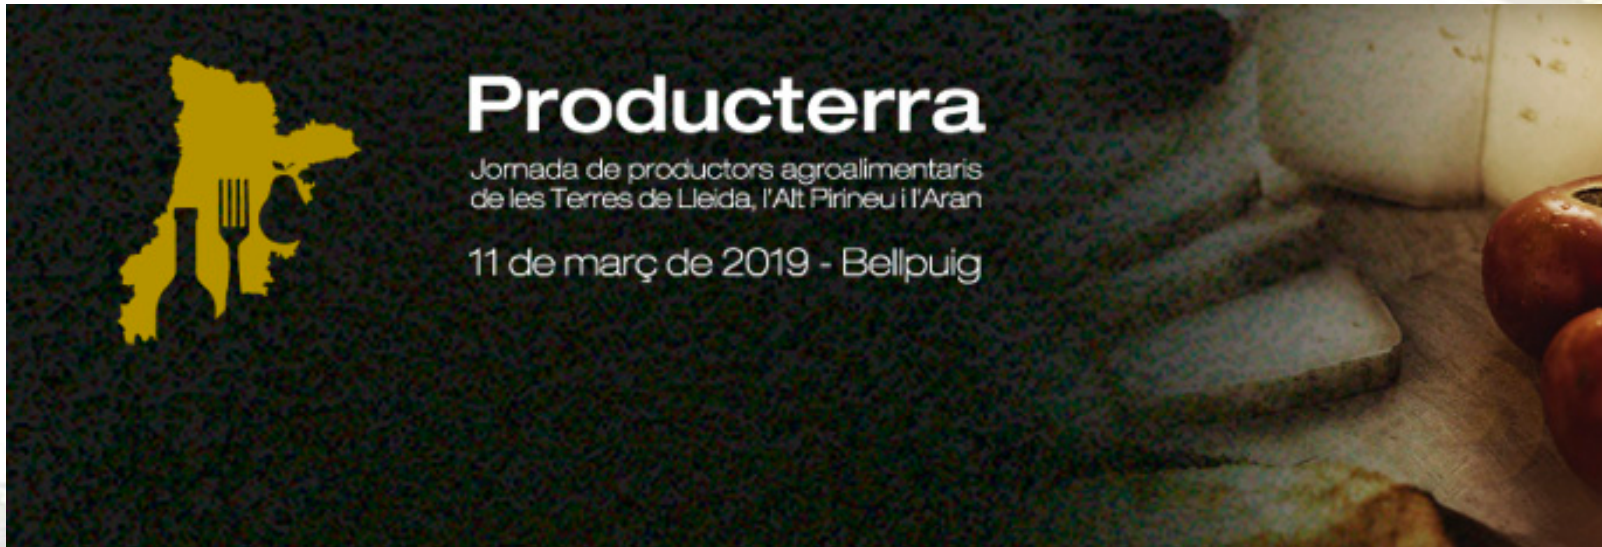 Producterra
Jornada de productors agroalimentaris
de les Terres de Lleida, l'Alt Pirineu i l'Aran
11 de març de 2019 - Bellpuig